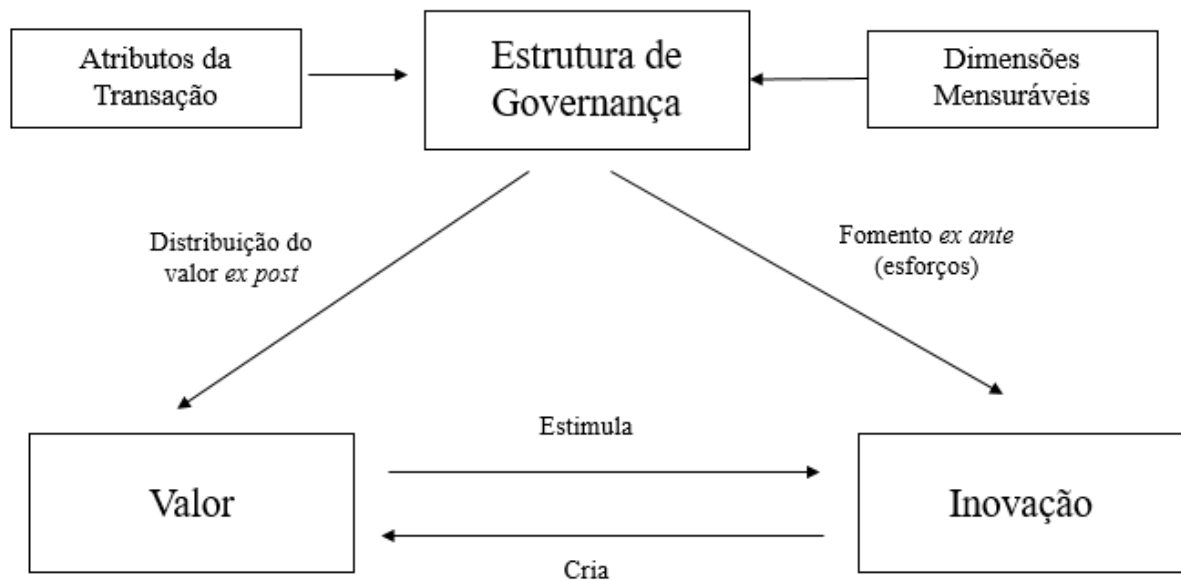 Atributos da
Transação
Estrutura de
Governança
Dimensões
Mensuráveis
Distribuição do
valor ex post
Fomento ex ante
(esforços)
Estimula
Valor
Inovação
Cria